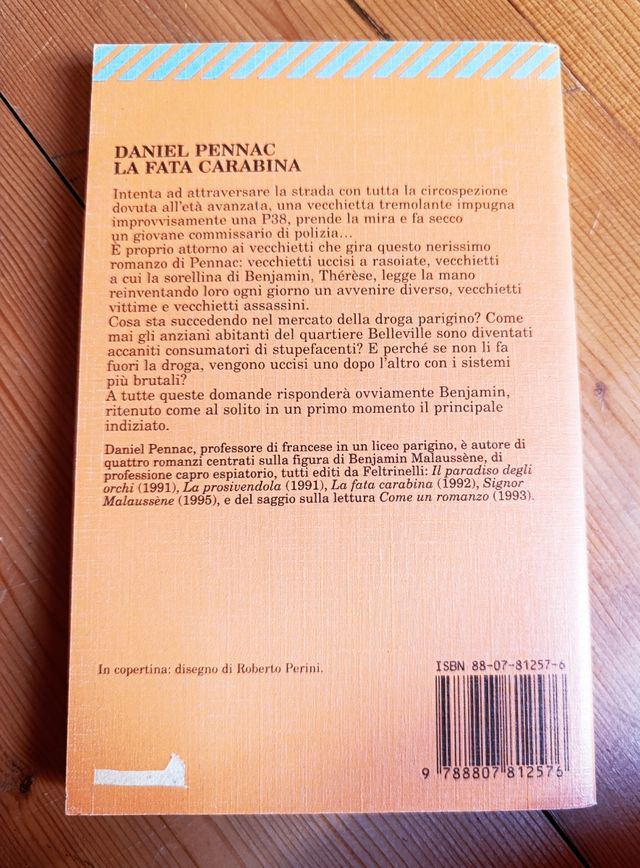 DANIEL PENNAC
LA FATA CARABINA
Intenta ad attraversare la strada con tutta la circospezione
dovuta all'età avanzata, una vecchietta tremolante impugna
improvvisamente una P38, prende la mira e fa secco
un giovane commissario di polizia...
È proprio attorno ai vecchietti che gira questo nerissimo
romanzo di Pennac: vecchietti uccisi a rasoiate, vecchietti
a cui la sorellina di Benjamin, Thérèse, legge la mano
reinventando loro ogni giorno un avvenire diverso, vecchietti
vittime e vecchietti assassini.
Cosa sta succedendo nel mercato della droga parigino? Come
mai gli anziani abitanti del quartiere Belleville sono diventati
accaniti consumatori di stupefacenti? E perché se non li fa
fuori la droga, vengono uccisi uno dopo l'altro con i sistemi
più brutali?
A tutte queste domande risponderà ovviamente Benjamin,
ritenuto come al solito in un primo momento il principale
indiziato.
Daniel Pennac, professore di francese in un liceo parigino, è autore di
quattro romanzi centrati sulla figura di Benjamin Malaussène, di
professione capro espiatorio, tutti editi da Feltrinelli: Il paradiso degli
orchi (1991), La prosivendola (1991), La fata carabina (1992), Signor
Malaussène (1995), e del saggio sulla lettura Come un romanzo (1993).
In copertina: disegno di Roberto Perini.
ISBN 88-07-81257-6
9 788807 812576